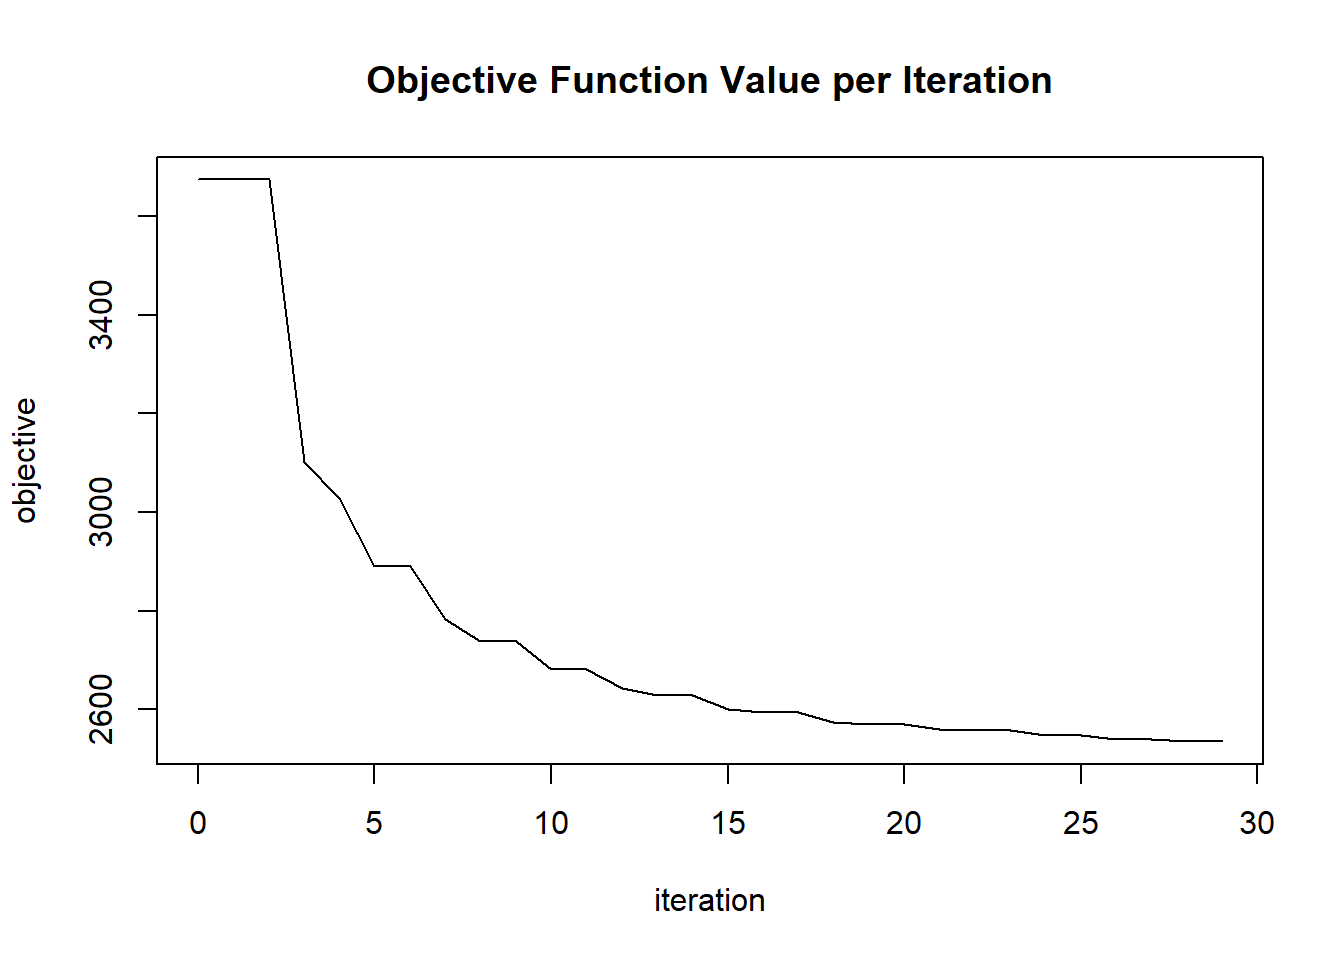 Objective Function Value per Iteration
objective
3400
3000
2600
0 5 10 15 20 25 30
iteration